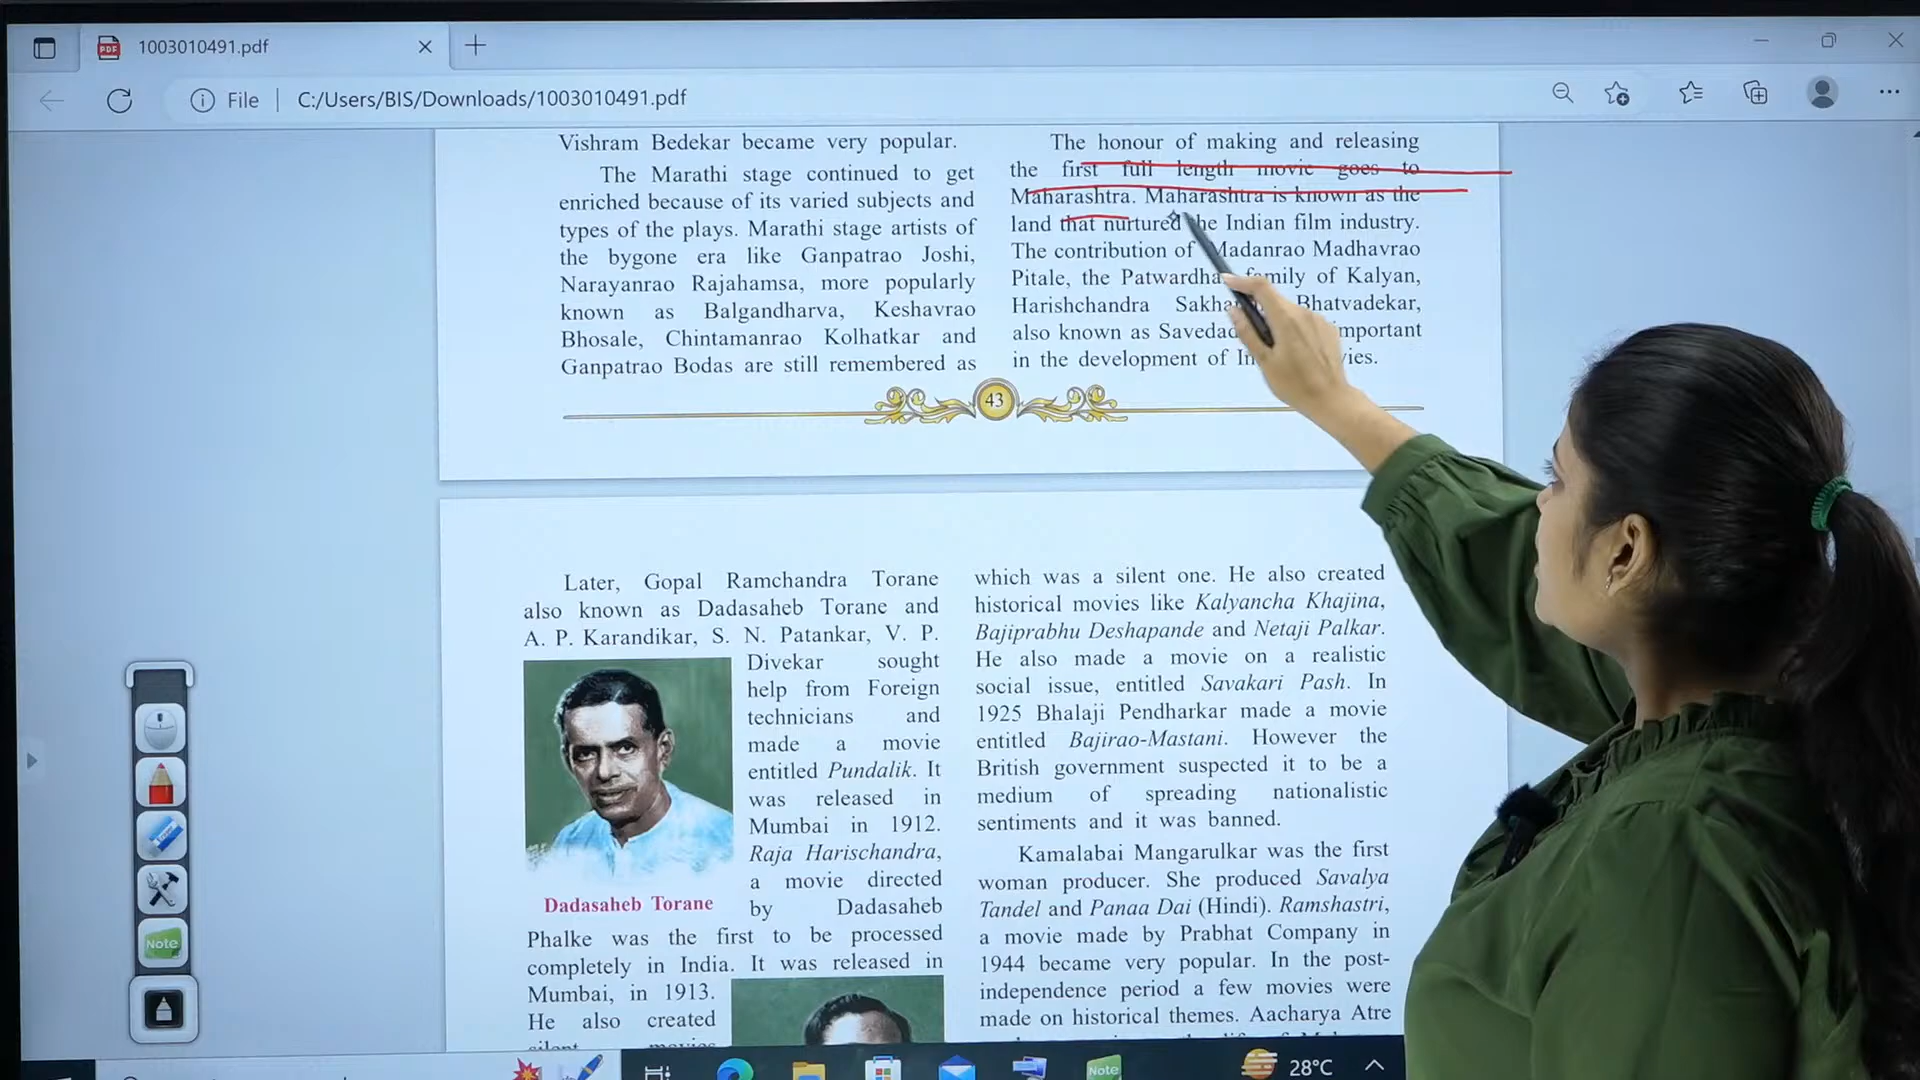 1003010491.pdf
File
C:/Users/BIS/Downloads/1003010491.pdf
Vishram Bedekar became very popular.
The Marathi stage continued to get
enriched because of its varied subjects and
types of the plays. Marathi stage artists of
the bygone era like Ganpatrao Joshi,
Narayanrao Rajahamsa, more popularly
known as Balgandharva, Keshavrao
Bhosale, Chintamanrao Kolhatkar and
Ganpatrao Bodas are still remembered as
The honour of making and releasing
the first full length movie goes to
Maharashtra. Maharashtra is known as the
land that nurtured the Indian film industry.
The contribution of Madanrao Madhavrao
Pitale, the Patwardhan family of Kalyan,
Harishchandra Bhatvadekar,
also known as important
in the development of
43
Later, Gopal Ramchandra Torane
also known as Dadasaheb Torane and
A. P. Karandikar, S. N. Patankar, V. P.
Divekar sought
help from Foreign
technicians and
made a movie
entitled Pundalik. It
was released in
Mumbai in 1912.
Raja Harischandra,
a movie directed
by Dadasaheb
Dadasaheb Torane
Phalke was the first to be processed
completely in India. It was released in
Mumbai, in 1913.
He also created
silent movies
which was a silent one. He also created
historical movies like Kalyancha Khajina,
Bajiprabhu Deshapande and Netaji Palkar.
He also made a movie on a realistic
social issue, entitled Savakari Pash. In
1925 Bhalaji Pendharkar made a movie
entitled Bajirao-Mastani. However the
British government suspected it to be a
medium of spreading nationalistic
sentiments and it was banned.
Kamalabai Mangarulkar was the first
woman producer. She produced Savalya
Tandel and Panaa Dai (Hindi). Ramshastri,
a movie made by Prabhat Company in
1944 became very popular. In the post-
independence period a few movies were
made on historical themes. Aacharya Atre
Note
Note
28°C